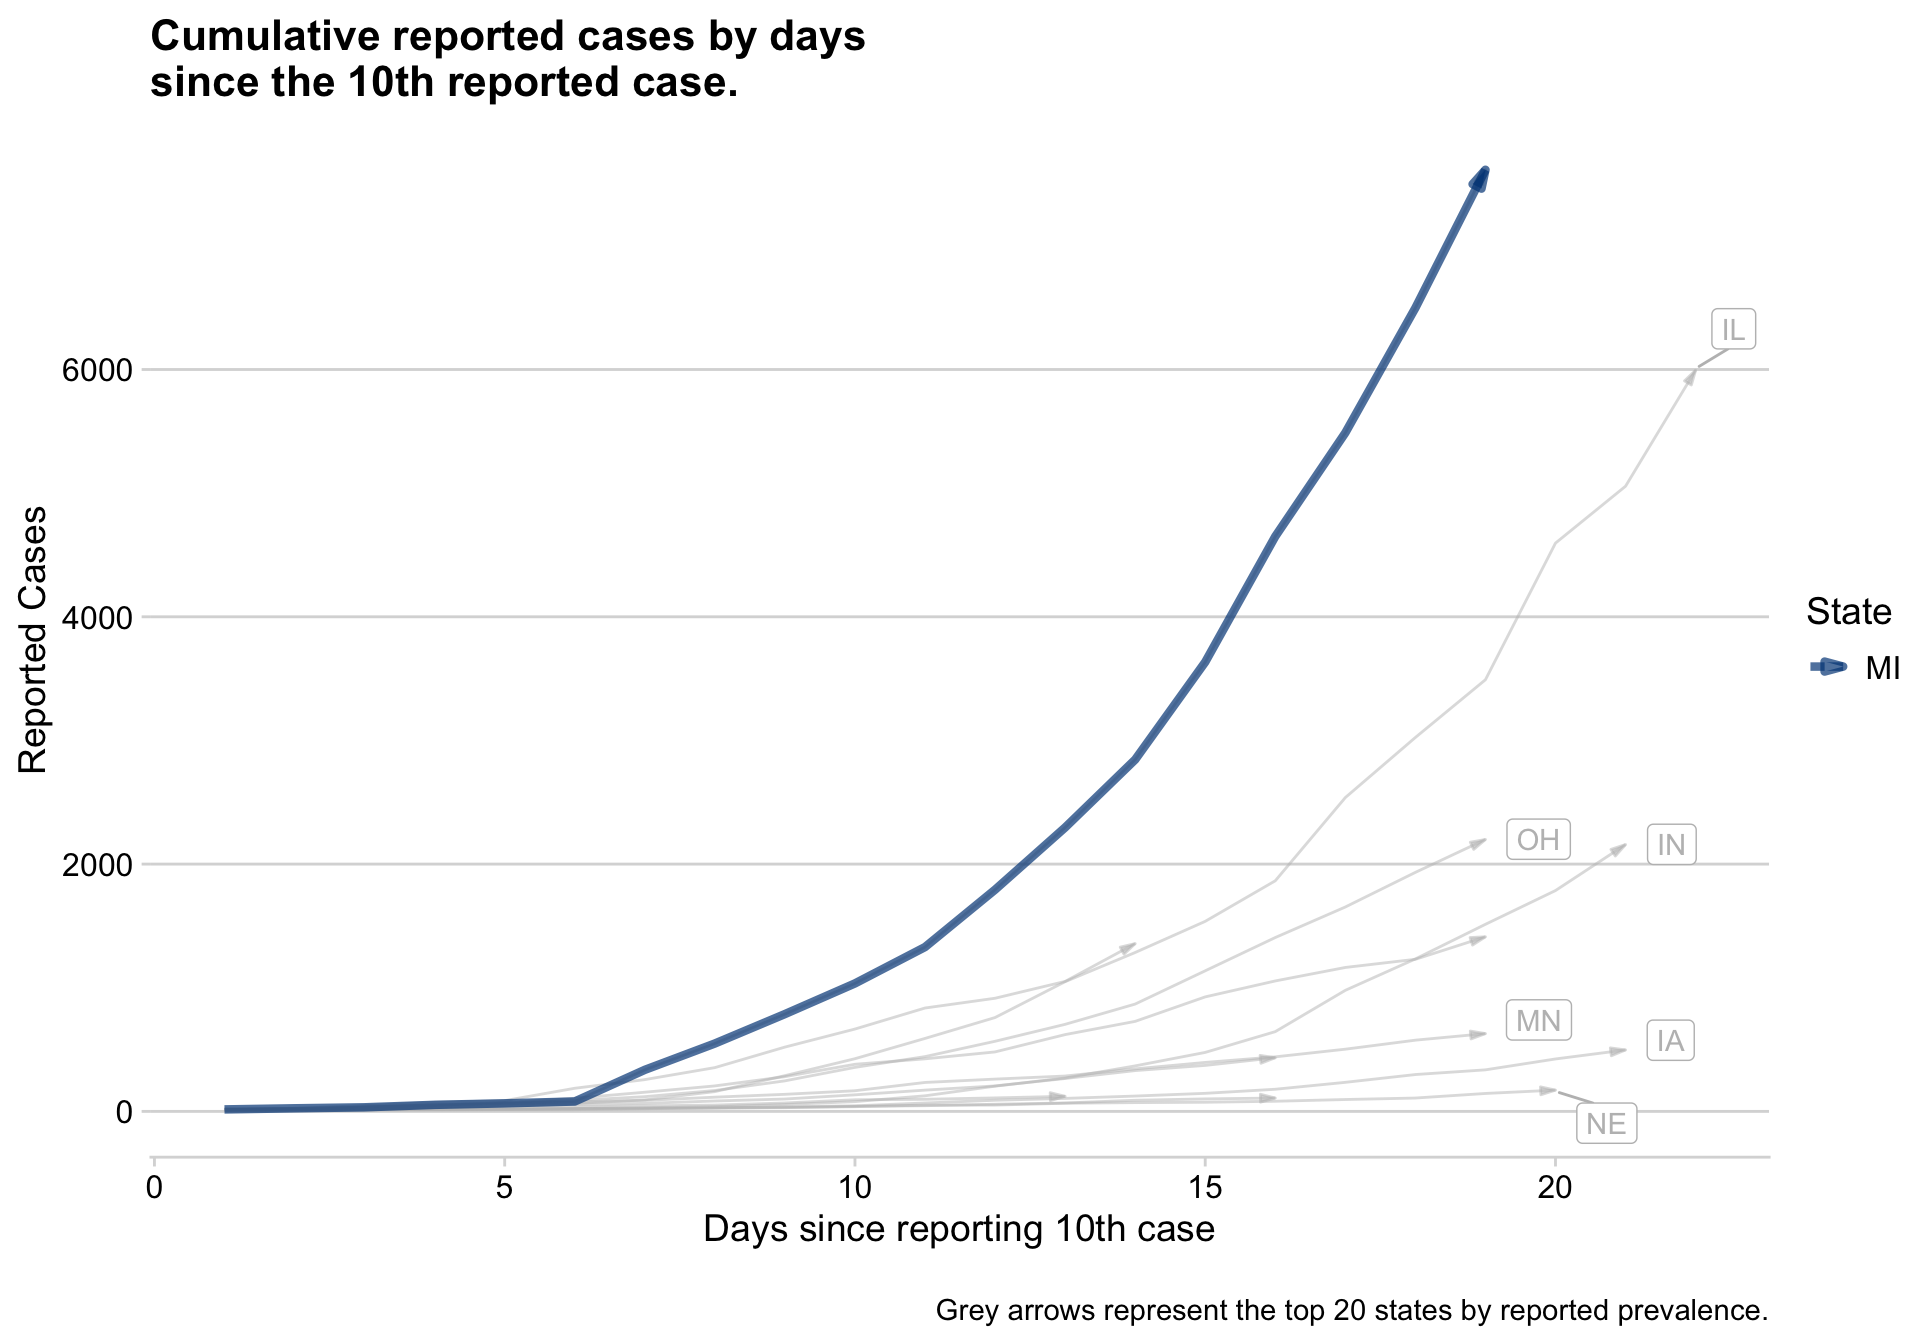 Cumulative reported cases by days
since the 10th reported case.
IL
6000
4000
2000
0
Reported Cases
State
MI
OH
IN
MN
IA
NE
0 5 10 15 20
Days since reporting 10th case
Grey arrows represent the top 20 states by reported prevalence.